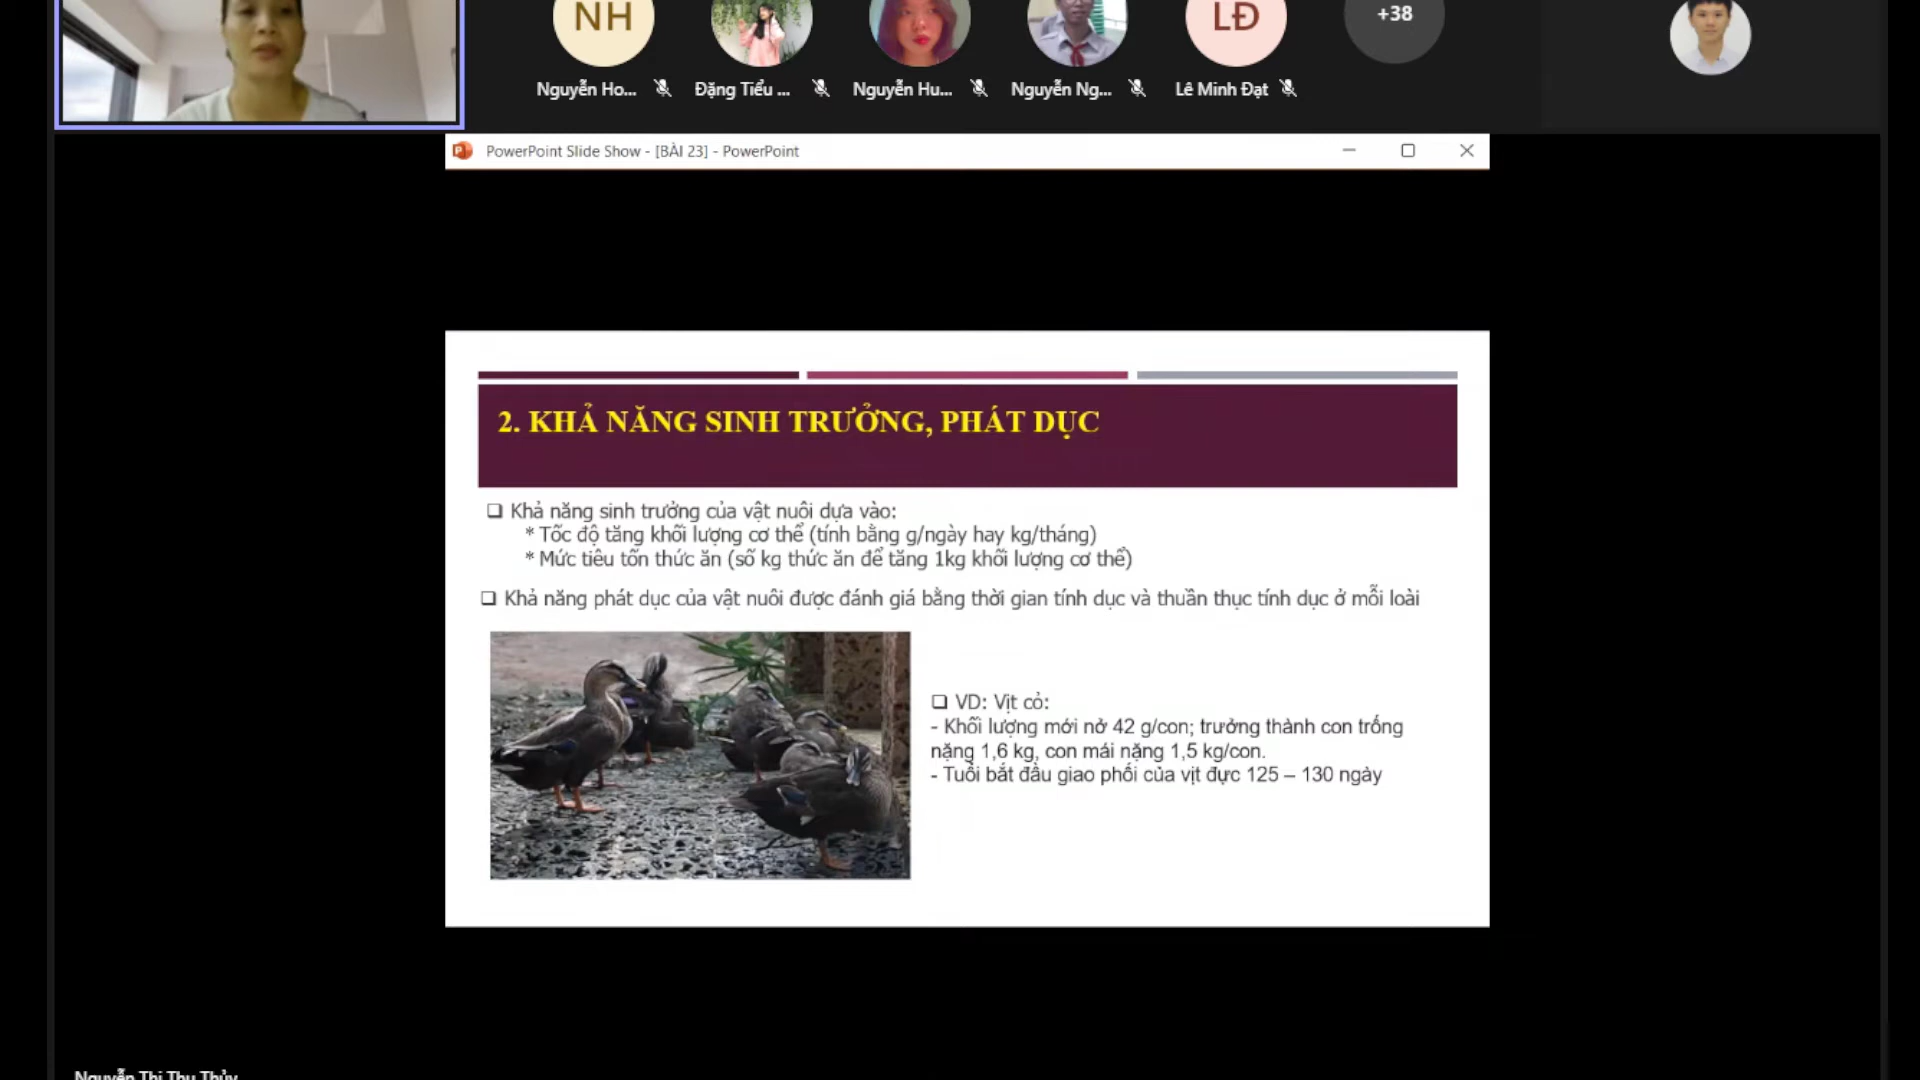 NH
LĐ
+38
Nguyễn Ho...
Đặng Tiểu ...
Nguyễn Hu...
Nguyễn Ng...
Lê Minh Đạt
PowerPoint Slide Show - [BÀI 23] - PowerPoint
2. KHẢ NĂNG SINH TRƯỞNG, PHÁT DỤC
❑ Khả năng sinh trưởng của vật nuôi dựa vào:
* Tốc độ tăng khối lượng cơ thể (tính bằng g/ngày hay kg/tháng)
* Mức tiêu tốn thức ăn (số kg thức ăn để tăng 1kg khối lượng cơ thể)
❑ Khả năng phát dục của vật nuôi được đánh giá bằng thời gian tính dục và thuần thục tính dục ở mỗi loài
❑ VD: Vịt cỏ:
- Khối lượng mới nở 42 g/con; trưởng thành con trống
nặng 1,6 kg, con mái nặng 1,5 kg/con.
- Tuổi bắt đầu giao phối của vịt đực 125 – 130 ngày
Nguyễn Thị Thu Thủy